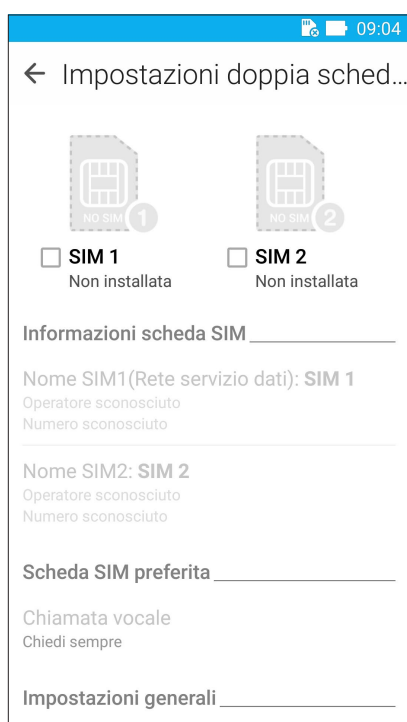 09:04
Impostazioni doppia sched...
NO SIM 1 NO SIM 2
SIM 1 SIM 2
Non installata Non installata
Informazioni scheda SIM
Nome SIM1(Rete servizio dati): SIM 1
Operatore sconosciuto
Numero sconosciuto
Nome SIM2: SIM 2
Operatore sconosciuto
Numero sconosciuto
Scheda SIM preferita
Chiamata vocale
Chiedi sempre
Impostazioni generali